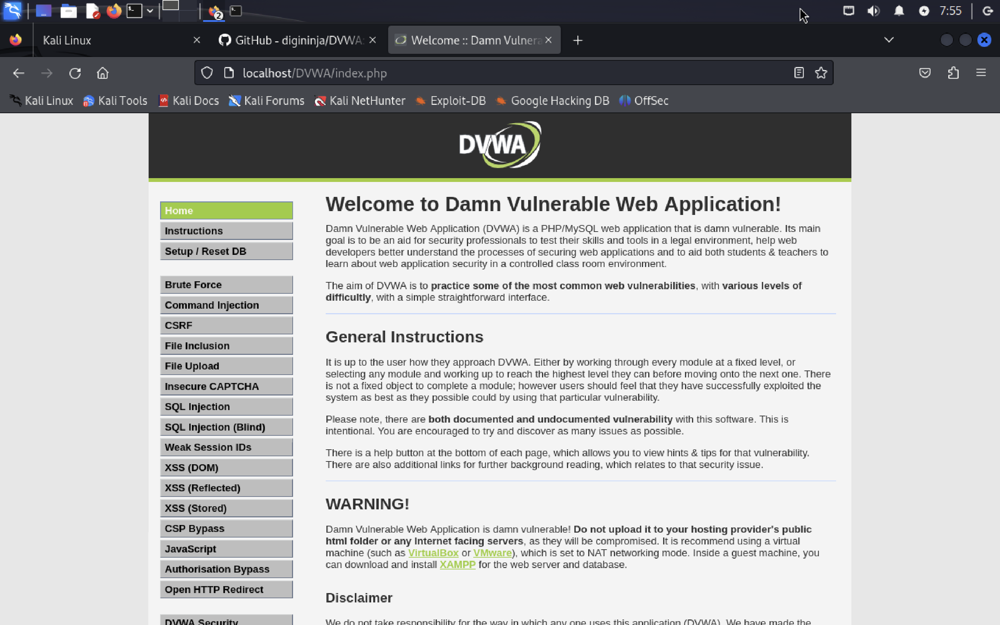 7:55
Kali Linux
GitHub - digininja/DVWA:
Welcome :: Damn Vulnera
localhost/DVWA/index.php
Kali Linux
Kali Tools
Kali Docs
Kali Forums
Kali NetHunter
Exploit-DB
Google Hacking DB
OffSec
DVWA
Home
Instructions
Setup / Reset DB
Brute Force
Command Injection
CSRF
File Inclusion
File Upload
Insecure CAPTCHA
SQL Injection
SQL Injection (Blind)
Weak Session IDs
XSS (DOM)
XSS (Reflected)
XSS (Stored)
CSP Bypass
JavaScript
Authorisation Bypass
Open HTTP Redirect
DVWA Security
Welcome to Damn Vulnerable Web Application!
Damn Vulnerable Web Application (DVWA) is a PHP/MySQL web application that is damn vulnerable. Its main
goal is to be an aid for security professionals to test their skills and tools in a legal environment, help web
developers better understand the processes of securing web applications and to aid both students & teachers to
learn about web application security in a controlled class room environment.
The aim of DVWA is to practice some of the most common web vulnerabilities, with various levels of
difficultly, with a simple straightforward interface.
General Instructions
It is up to the user how they approach DVWA. Either by working through every module at a fixed level, or
selecting any module and working up to reach the highest level they can before moving onto the next one. There
is not a fixed object to complete a module; however users should feel that they have successfully exploited the
system as best as they possible could by using that particular vulnerability.
Please note, there are both documented and undocumented vulnerability with this software. This is
intentional. You are encouraged to try and discover as many issues as possible.
There is a help button at the bottom of each page, which allows you to view hints & tips for that vulnerability.
There are also additional links for further background reading, which relates to that security issue.
WARNING!
Damn Vulnerable Web Application is damn vulnerable! Do not upload it to your hosting provider's public
html folder or any Internet facing servers, as they will be compromised. It is recommend using a virtual
machine (such as VirtualBox or VMware), which is set to NAT networking mode. Inside a guest machine, you
can download and install XAMPP for the web server and database.
Disclaimer
We do not take responsibility for the way in which any one uses this application (DVWA). We have made the